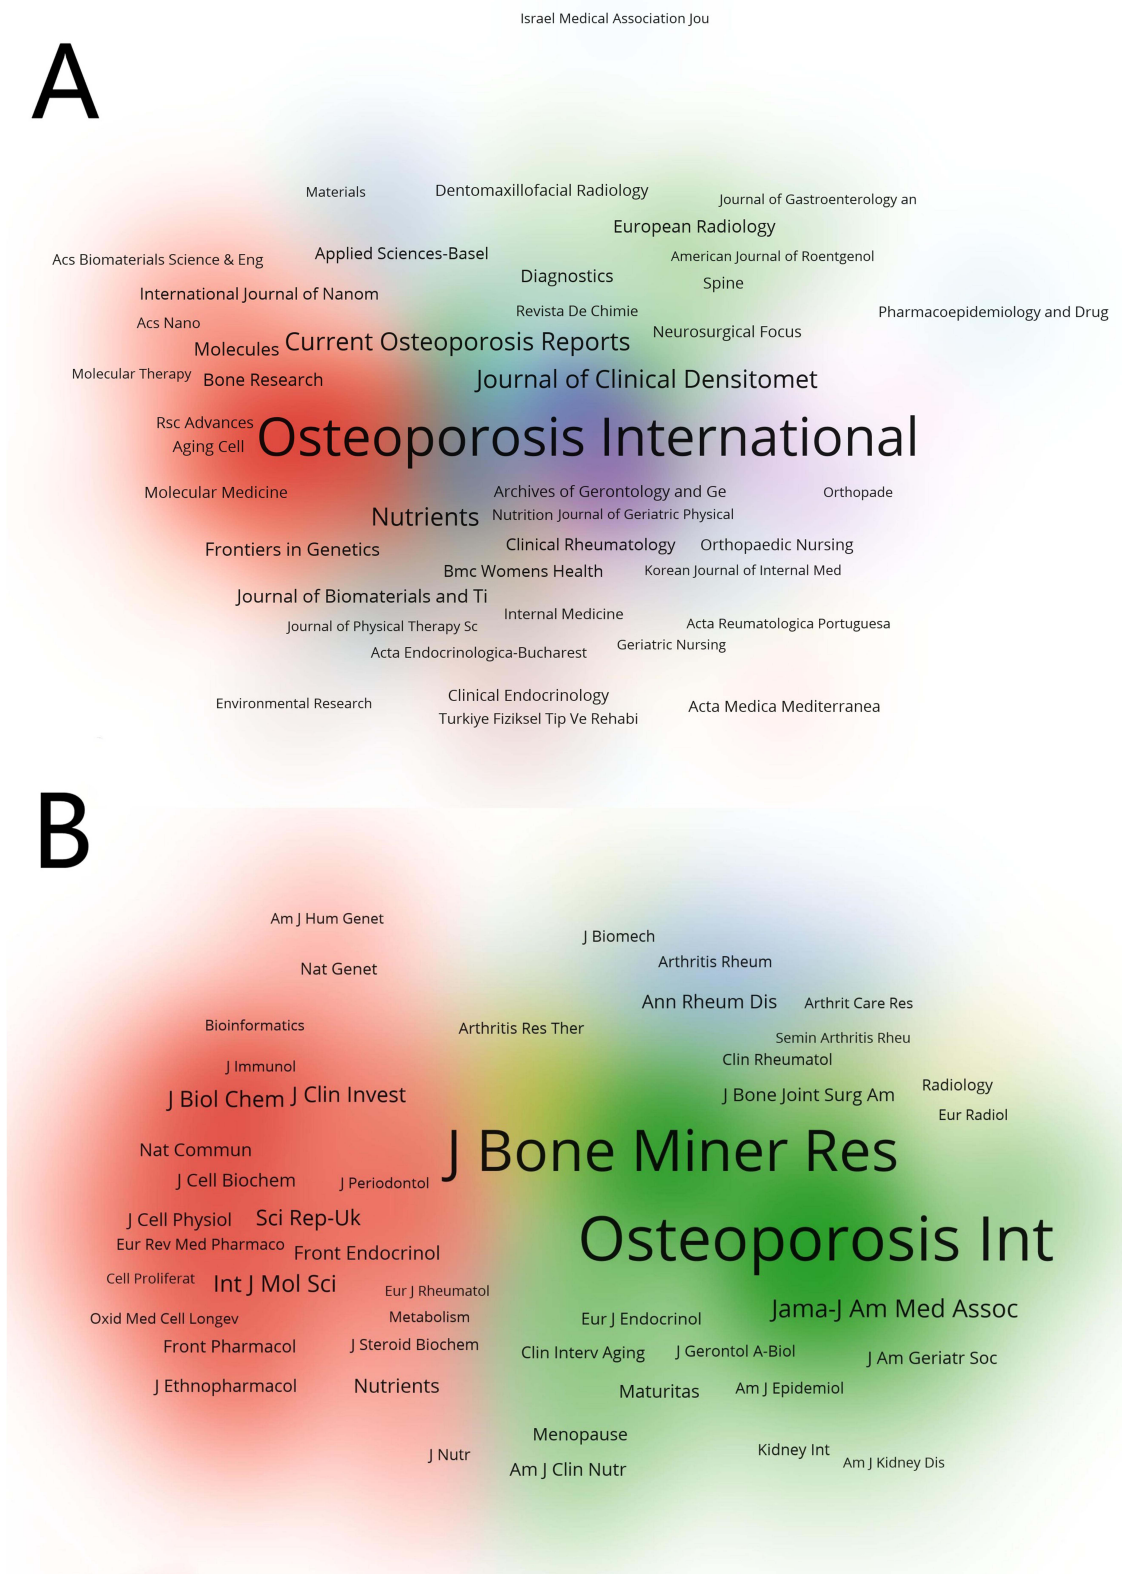 Israel Medical Association Jou
A
Materials
Dentomaxillofacial Radiology
Journal of Gastroenterology an
European Radiology
Applied Sciences-Basel
American Journal of Roentgenol
Acs Biomaterials Science & Eng
Diagnostics
Spine
International Journal of Nanom
Revista De Chimie
Pharmacoepidemiology and Drug
Acs Nano
Neurosurgical Focus
Molecules
Current Osteoporosis Reports
Molecular Therapy
Bone Research
Journal of Clinical Densitomet
Rsc Advances
Osteoporosis International
Aging Cell
Molecular Medicine
Archives of Gerontology and Ge
Orthopade
Nutrients
Nutrition
Journal of Geriatric Physical
Frontiers in Genetics
Clinical Rheumatology
Orthopaedic Nursing
Bmc Womens Health
Korean Journal of Internal Med
Journal of Biomaterials and Ti
Internal Medicine
Journal of Physical Therapy Sc
Acta Reumatologica Portuguesa
Acta Endocrinologica-Bucharest
Geriatric Nursing
Environmental Research
Clinical Endocrinology
Acta Medica Mediterranea
Turkiye Fiziksel Tip Ve Rehabi
B
Am J Hum Genet
J Biomech
Nat Genet
Arthritis Rheum
Ann Rheum Dis
Arthrit Care Res
Bioinformatics
Arthritis Res Ther
Semin Arthritis Rheu
J Immunol
Clin Rheumatol
J Biol Chem
J Clin Invest
J Bone Joint Surg Am
Radiology
Eur Radiol
Nat Commun
J Bone Miner Res
J Cell Biochem
J Periodontol
J Cell Physiol
Sci Rep-Uk
Osteoporosis Int
Eur Rev Med Pharmaco
Front Endocrinol
Cell Proliferat
Int J Mol Sci
Eur J Rheumatol
Jama-J Am Med Assoc
Oxid Med Cell Longev
Metabolism
Eur J Endocrinol
Front Pharmacol
J Steroid Biochem
Clin Interv Aging
J Gerontol A-Biol
J Am Geriatr Soc
J Ethnopharmacol
Nutrients
Maturitas
Am J Epidemiol
Menopause
J Nutr
Kidney Int
Am J Clin Nutr
Am J Kidney Dis